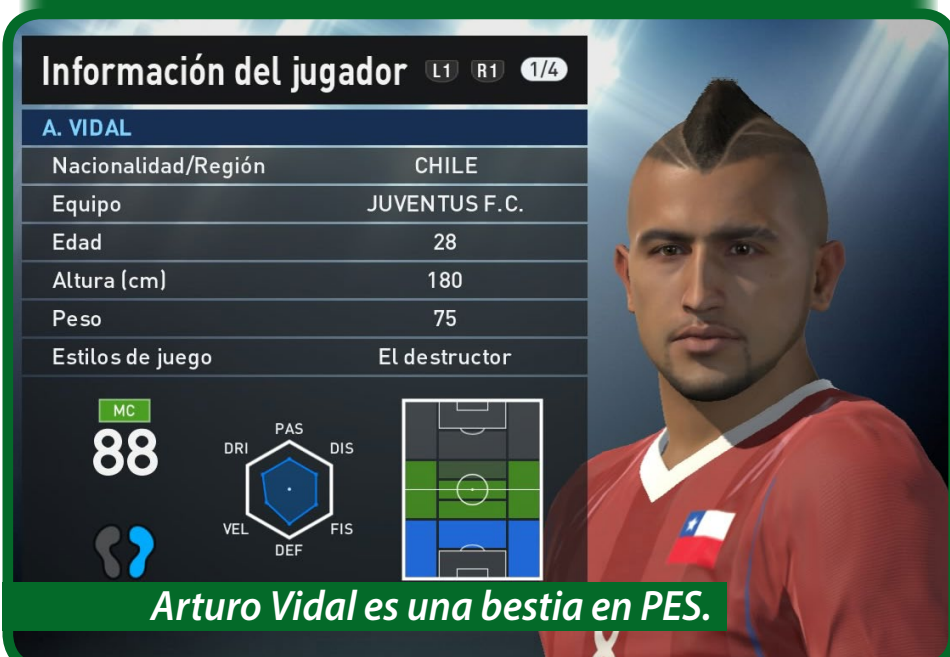 Información del jugador L1 R1 1/4
A. VIDAL
Nacionalidad/Región CHILE
Equipo JUVENTUS F.C.
Edad 28
Altura (cm) 180
Peso 75
Estilos de juego El destructor
MC
88
PAS
DRI DIS
VEL FIS
DEF
Arturo Vidal es una bestia en PES.